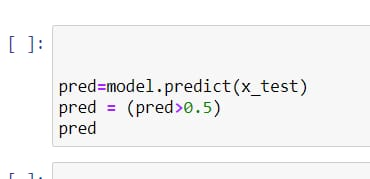 [ ]:
pred=model.predict(x_test)
pred = (pred>0.5)
pred
[ ]: